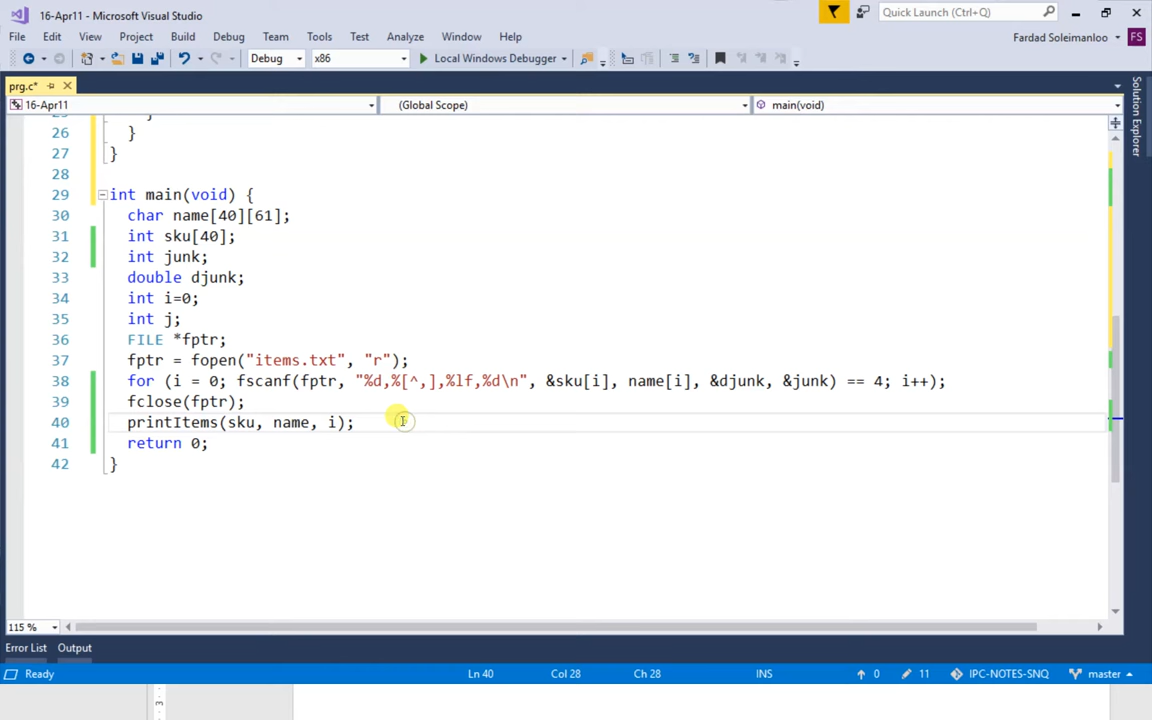 16-Apr11 - Microsoft Visual Studio
Quick Launch (Ctrl+Q)
File Edit View Project Build Debug Team Tools Test Analyze Window Help
Fardad Soleimanloo FS
Debug x86 Local Windows Debugger
prg.c*
16-Apr11 (Global Scope) main(void)
Solution Explorer
25 }
26 }
27 }
28
29 int main(void) {
30 char name[40][61];
31 int sku[40];
32 int junk;
33 double djunk;
34 int i=0;
35 int j;
36 FILE *fptr;
37 fptr = fopen("items.txt", "r");
38 for (i = 0; fscanf(fptr, "%d,%[^,],%lf,%d\n", &sku[i], name[i], &djunk, &junk) == 4; i++);
39 fclose(fptr);
40 printItems(sku, name, i);
41 return 0;
42 }
115 %
Error List Output
Ready Ln 40 Col 28 Ch 28 INS 0 11 IPC-NOTES-SNQ master
3